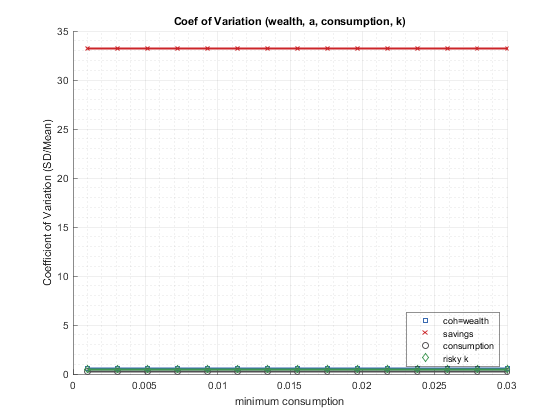 Coef of Variation (wealth, a, consumption, k)
Coefficient of Variation (SD/Mean)
35
30
25
20
15
10
5
0
0
0.005
0.01
0.015
0.02
0.025
0.03
minimum consumption
coh=wealth
savings
consumption
risky k